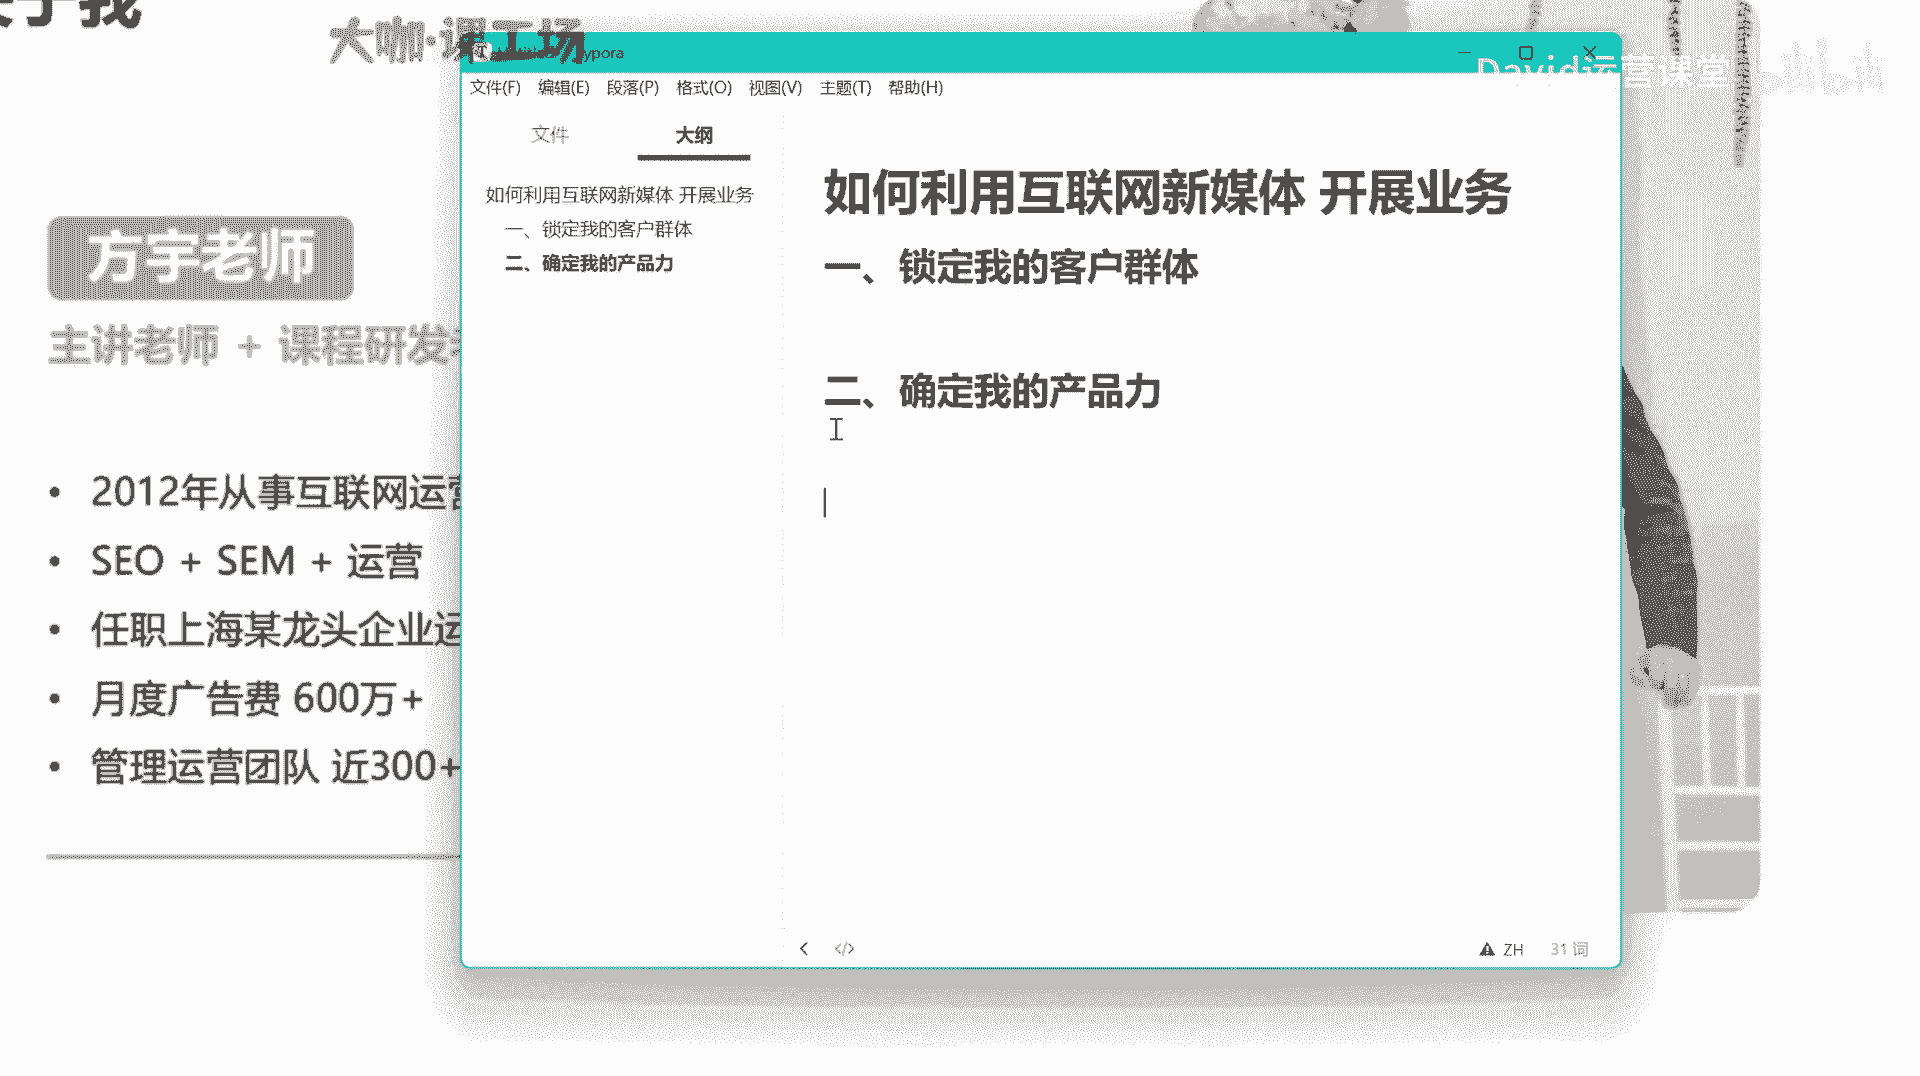 大咖·课工场
David运营课堂
bilibili
文件(F) 编辑(E) 段落(P) 格式(O) 视图(V) 主题(T) 帮助(H)
文件 大纲
如何利用互联网新媒体 开展业务
一、锁定我的客户群体
二、确定我的产品力
如何利用互联网新媒体 开展业务
一、锁定我的客户群体
二、确定我的产品力
ZH 31 词
方宇老师
主讲老师 + 课程研发
• 2012年从事互联网运营
• SEO + SEM + 运营
• 任职上海某龙头企业运
• 月度广告费 600万+
• 管理运营团队 近300+